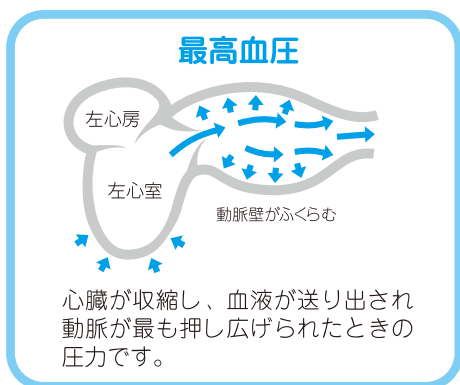 最高血圧
左心房
左心室
動脈壁がふくらむ
心臓が収縮し、血液が送り出され
動脈が最も押し広げられたときの
圧力です。